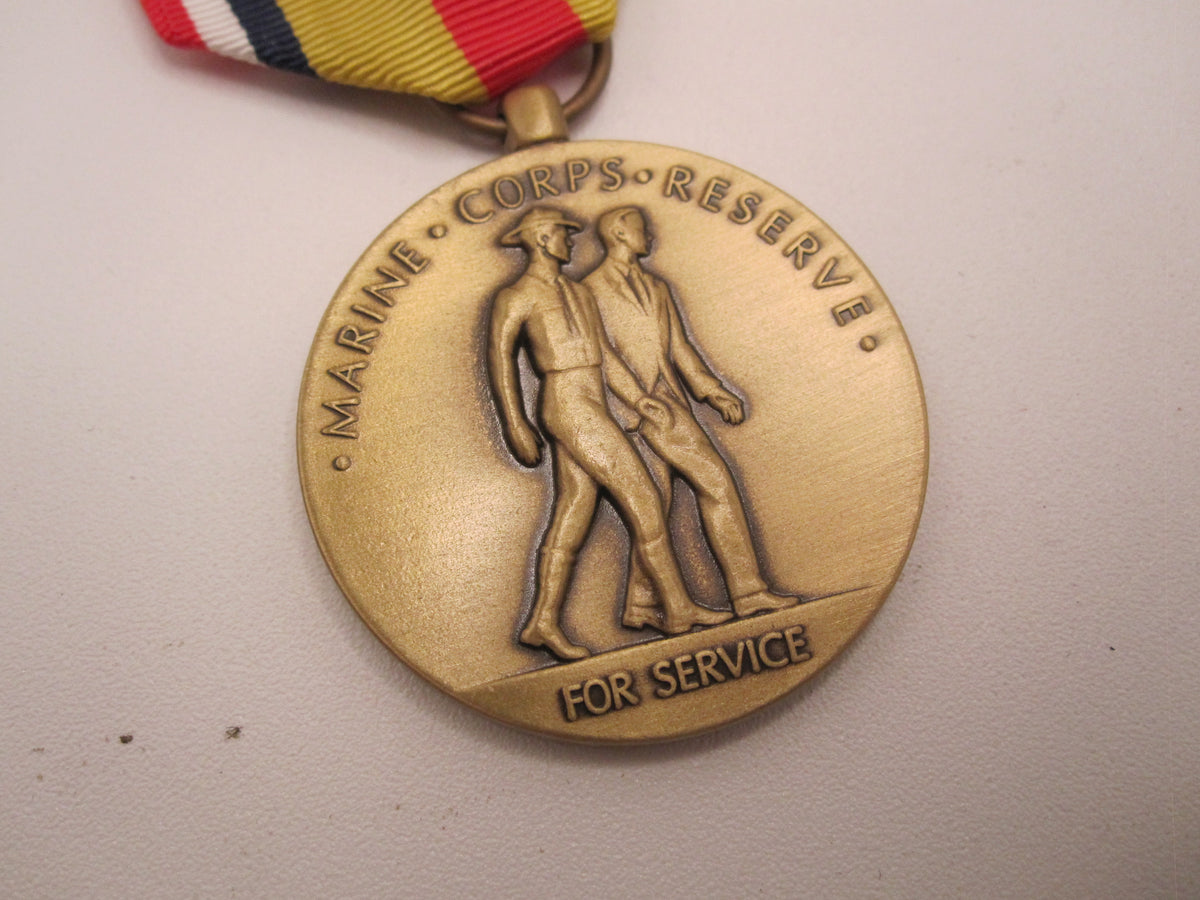 · MARINE · CORPS · RESERVE ·
FOR SERVICE